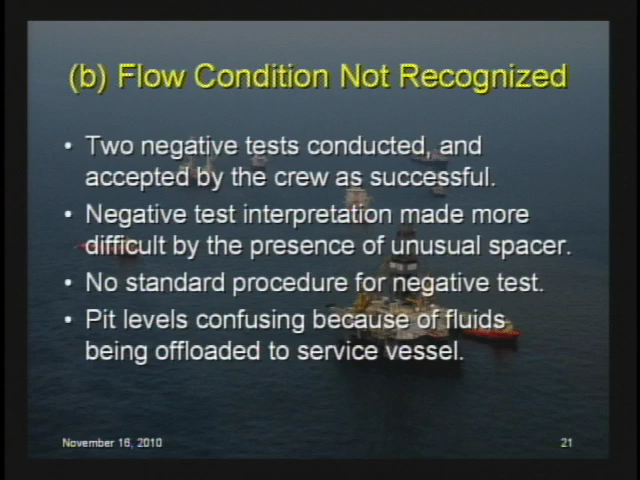 (b) Flow Condition Not Recognized
• Two negative tests conducted, and
accepted by the crew as successful.
• Negative test interpretation made more
difficult by the presence of unusual spacer.
• No standard procedure for negative test.
• Pit levels confusing because of fluids
being offloaded to service vessel.
November 16, 2010
21